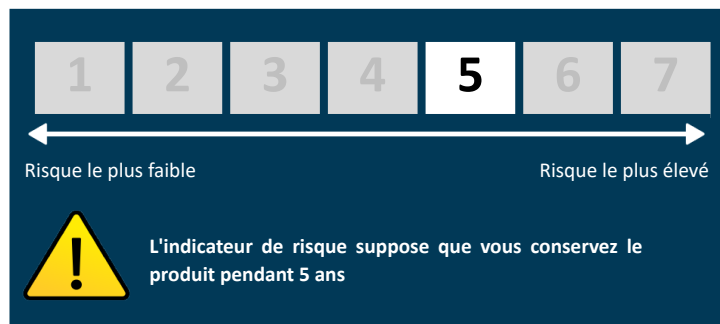 1 2 3 4 5 6 7
Risque le plus faible Risque le plus élevé
L'indicateur de risque suppose que vous conservez le
produit pendant 5 ans